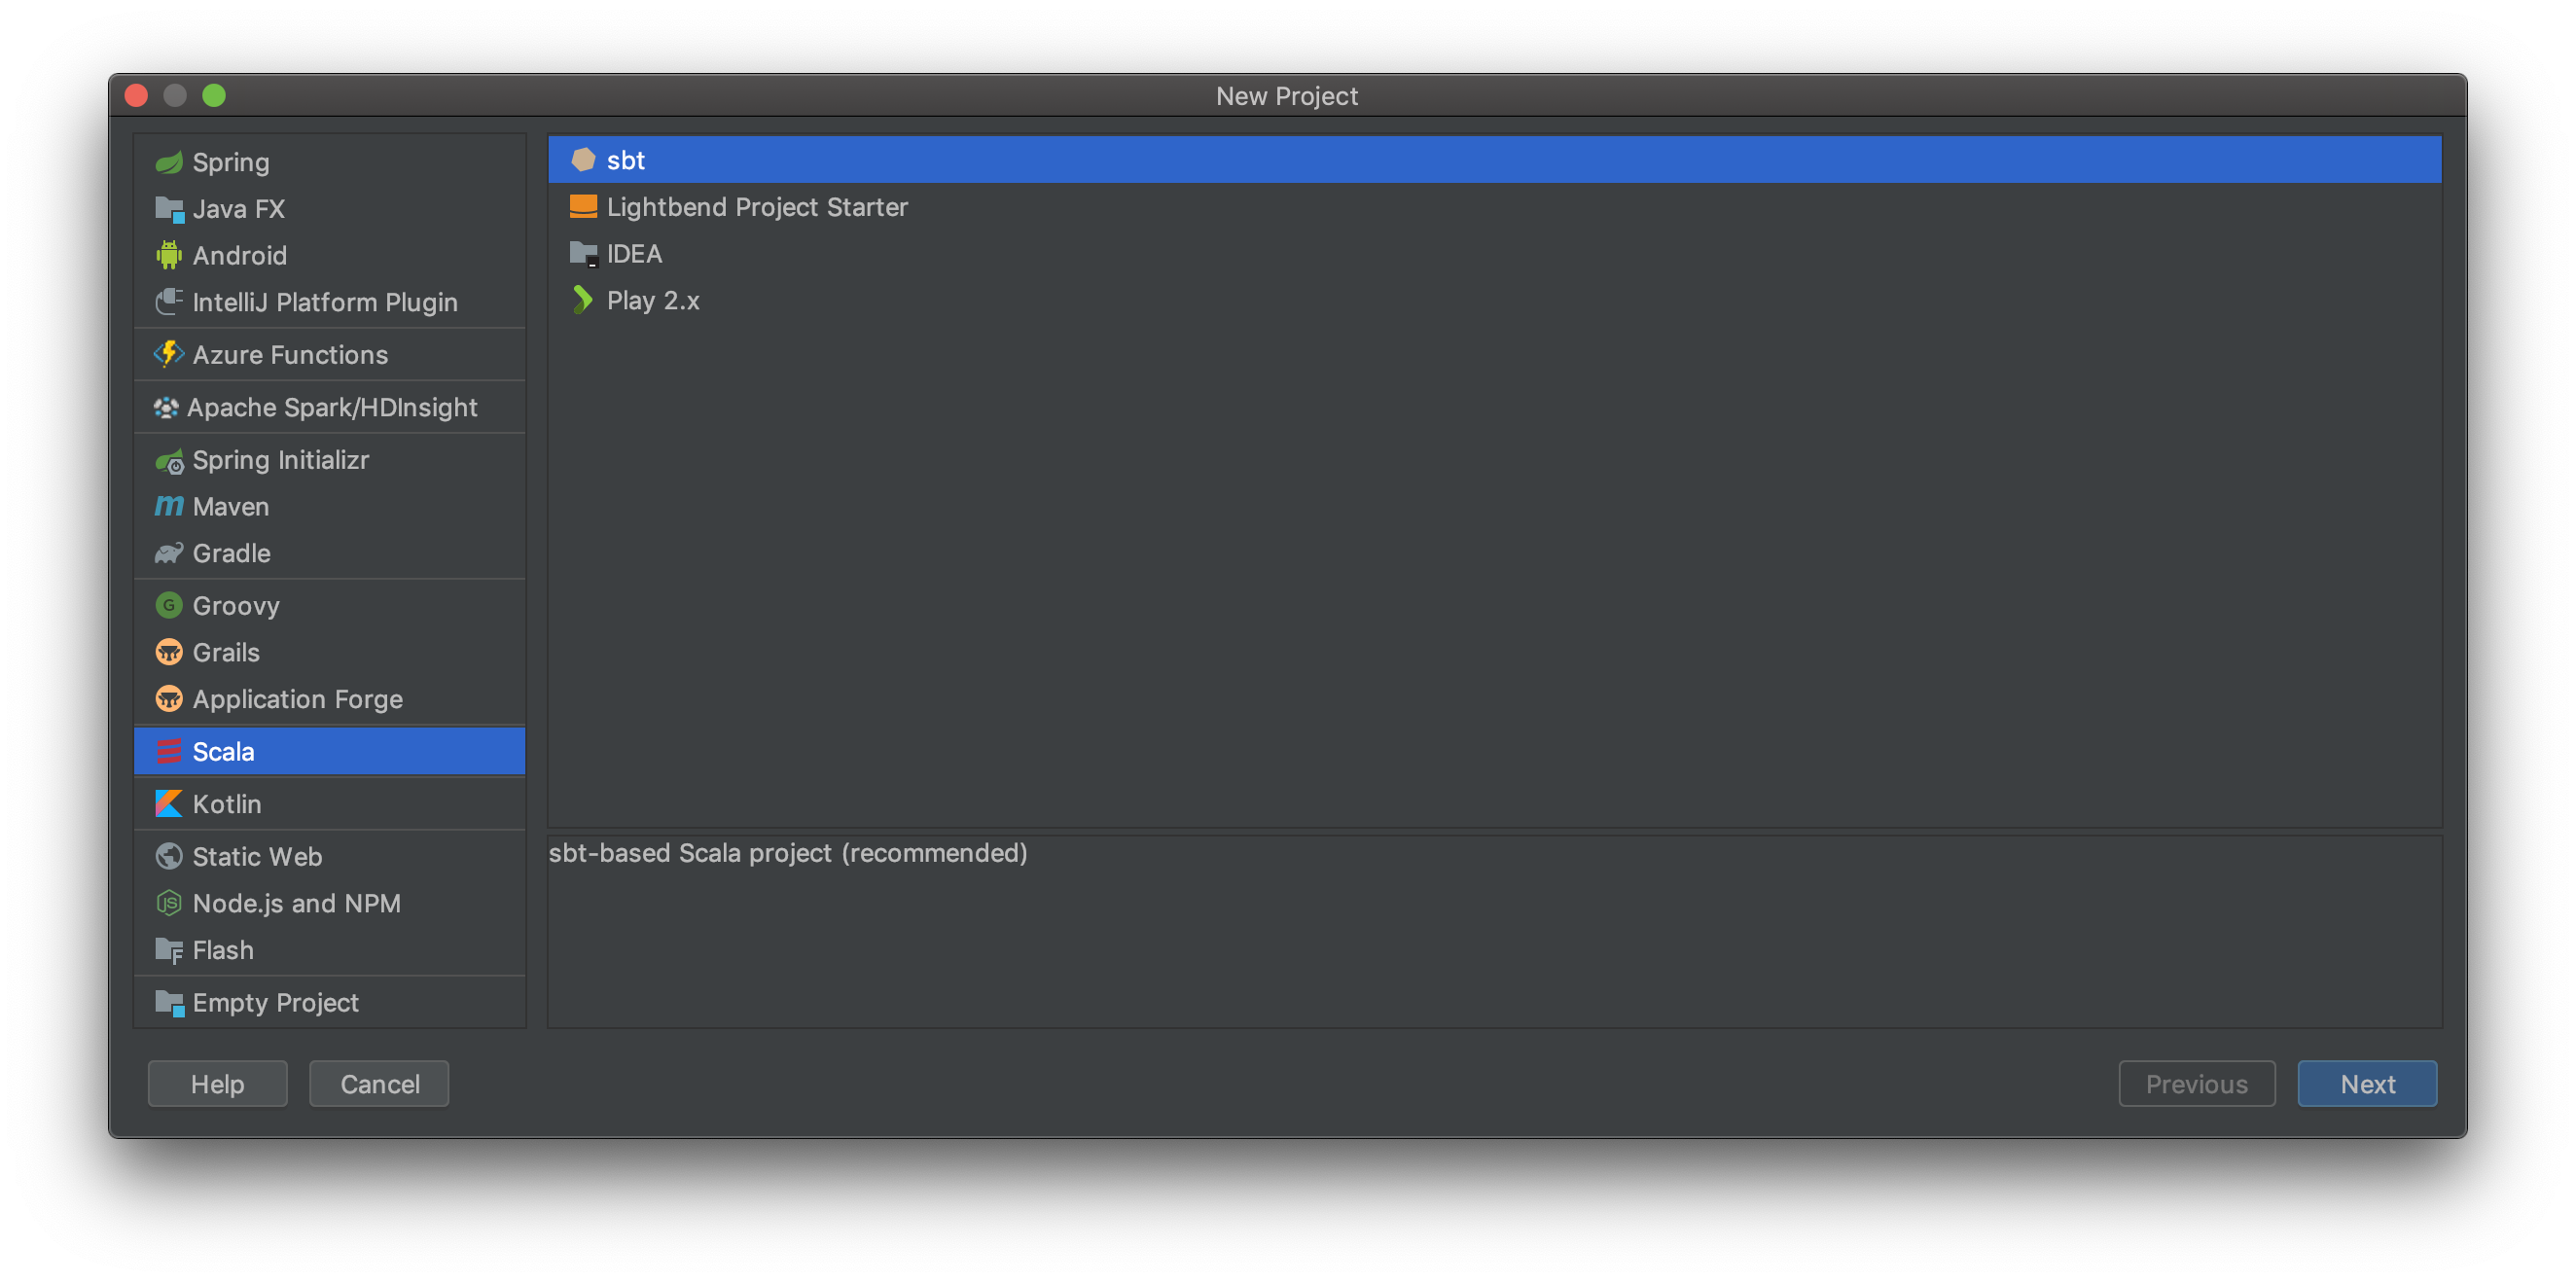 New Project
Spring
Java FX
Android
IntelliJ Platform Plugin
Azure Functions
Apache Spark/HDInsight
Spring Initializr
m Maven
Gradle
G Groovy
Grails
Application Forge
Scala
Kotlin
Static Web
JS Node.js and NPM
F Flash
Empty Project
sbt
Lightbend Project Starter
IDEA
Play 2.x
sbt-based Scala project (recommended)
Help
Cancel
Previous
Next